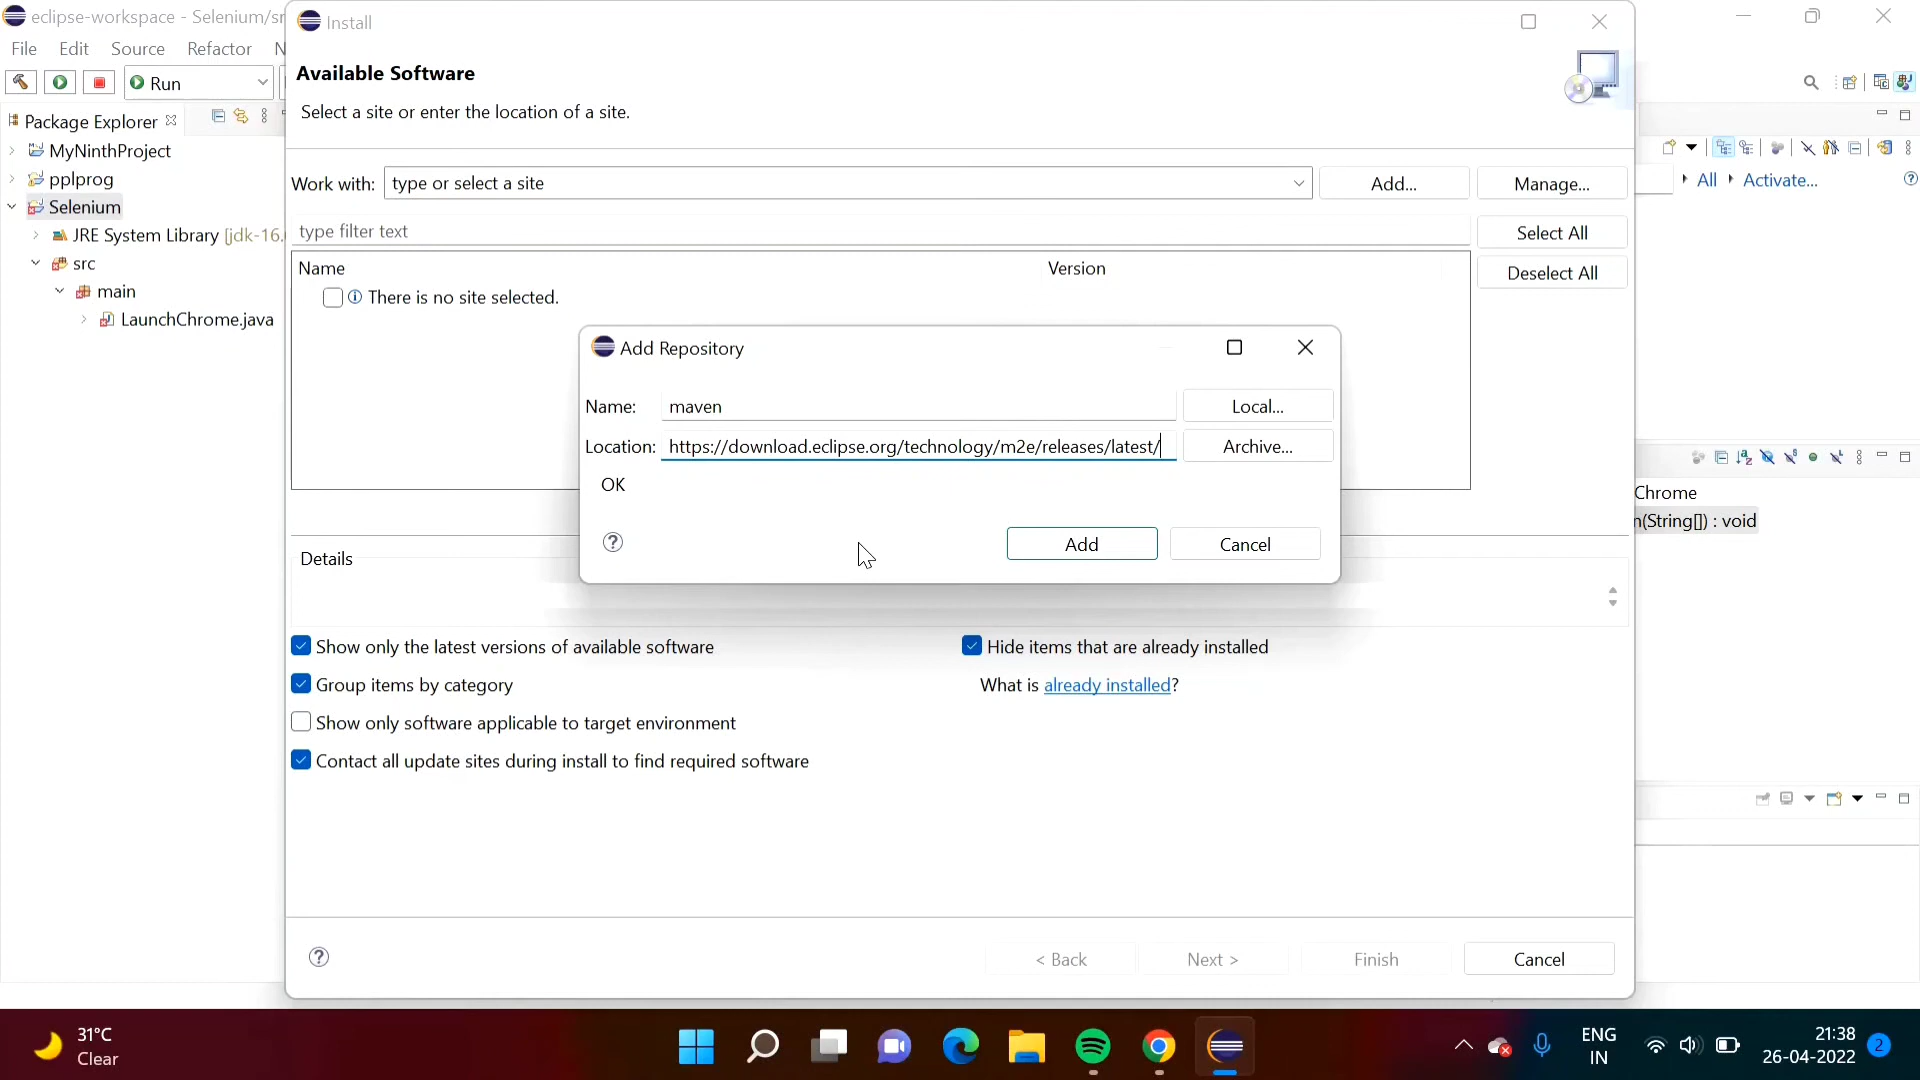 eclipse-workspace - Selenium/sr
Install
File Edit Source Refactor N
Available Software
Run
Select a site or enter the location of a site.
Package Explorer
MyNinthProject
pplprog
Selenium
JRE System Library [jdk-16.
src
main
LaunchChrome.java
Work with: type or select a site Add... Manage...
All Activate...
type filter text Select All
Name Version Deselect All
There is no site selected.
Add Repository
Name: maven Local...
Location: https://download.eclipse.org/technology/m2e/releases/latest/ Archive...
OK
Add Cancel
Chrome
n(String[]) : void
Details
Show only the latest versions of available software Hide items that are already installed
Group items by category What is already installed?
Show only software applicable to target environment
Contact all update sites during install to find required software
< Back Next > Finish Cancel
31°C
Clear
ENG
IN
21:38
26-04-2022
2